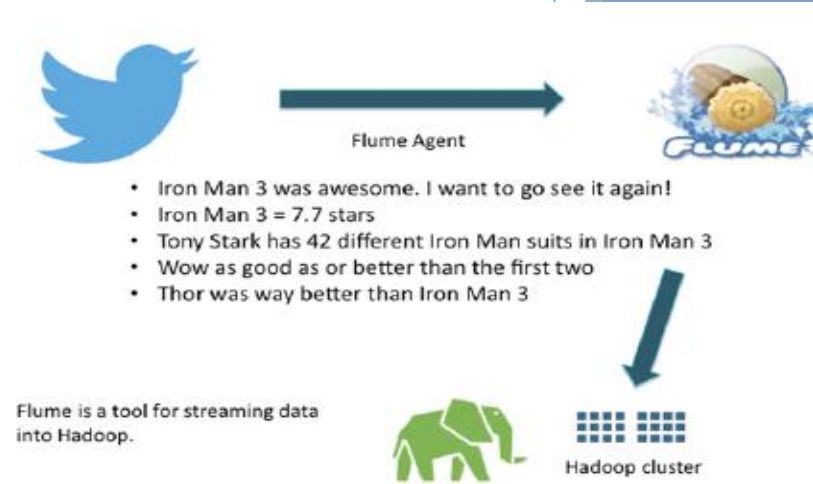 Flume Agent
FLUME
• Iron Man 3 was awesome. I want to go see it again!
• Iron Man 3 = 7.7 stars
• Tony Stark has 42 different Iron Man suits in Iron Man 3
• Wow as good as or better than the first two
• Thor was way better than Iron Man 3
Flume is a tool for streaming data
into Hadoop.
Hadoop cluster